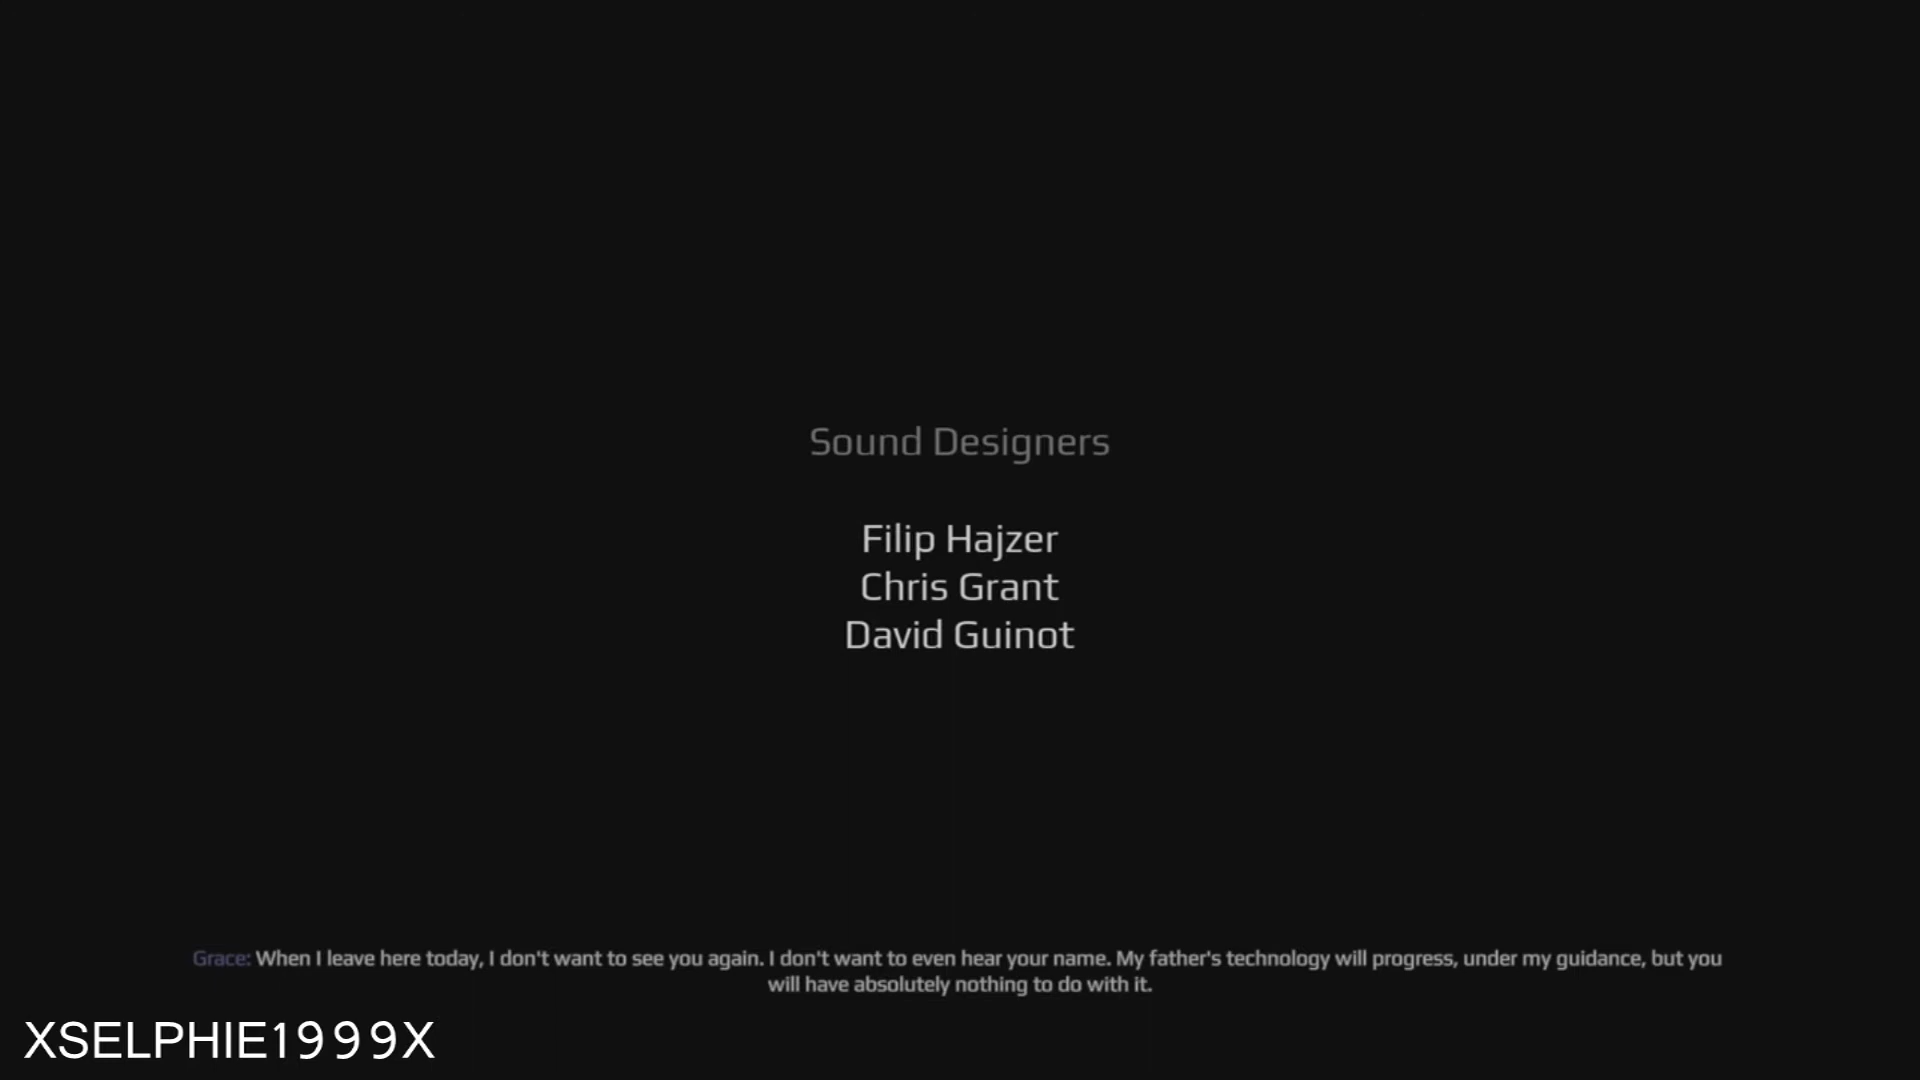 Sound Designers
Filip Hajzer
Chris Grant
David Guinot
Grace: When I leave here today, I don't want to see you again. I don't want to even hear your name. My father's technology will progress, under my guidance, but you
will have absolutely nothing to do with it.
XSELPHIE1999X